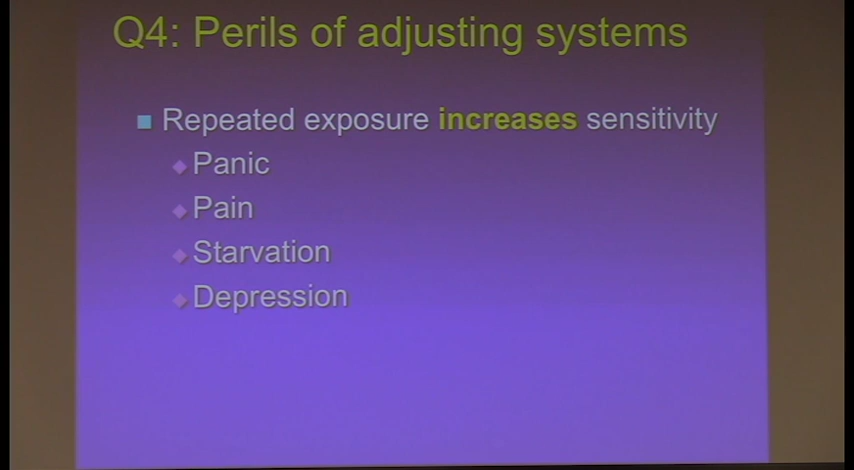 Q4: Perils of adjusting systems
Repeated exposure increases sensitivity
Panic
Pain
Starvation
Depression